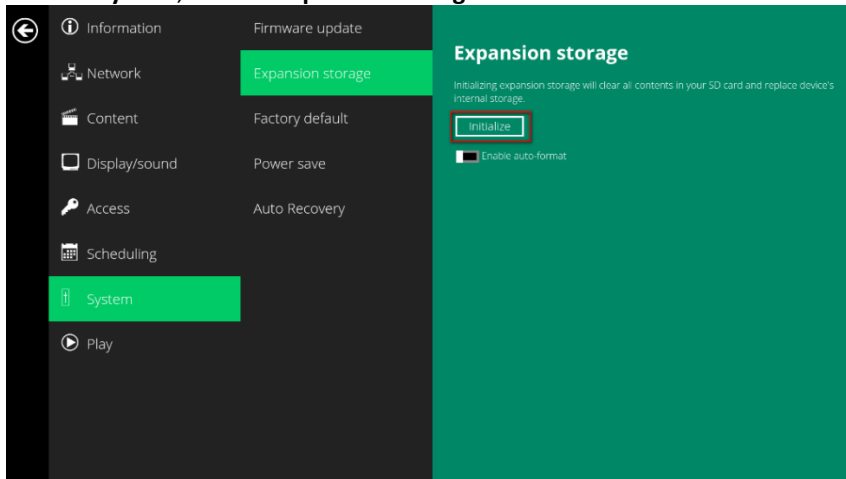 Information
Network
Content
Display/sound
Access
Scheduling
System
Play
Firmware update
Expansion storage
Factory default
Power save
Auto Recovery
Expansion storage
Initializing expansion storage will clear all contents in your SD card and replace device's
internal storage.
Initialize
Enable auto-format